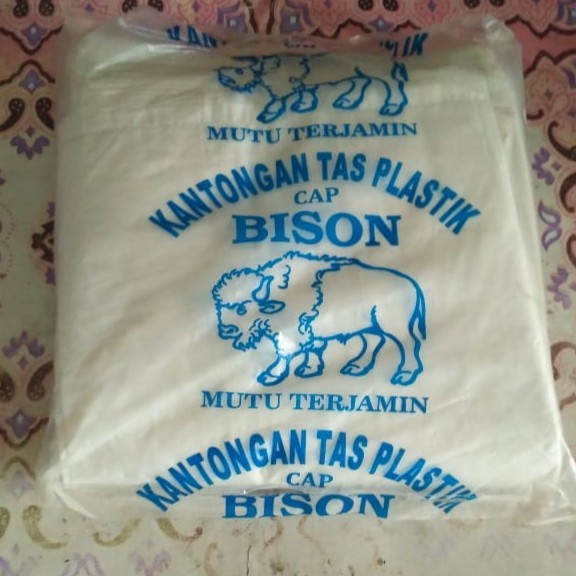 MUTU TERJAMIN
KANTONGAN TAS PLASTIK
CAP
BISON
MUTU TERJAMIN
KANTONGAN TAS PLASTIK
CAP
BISON